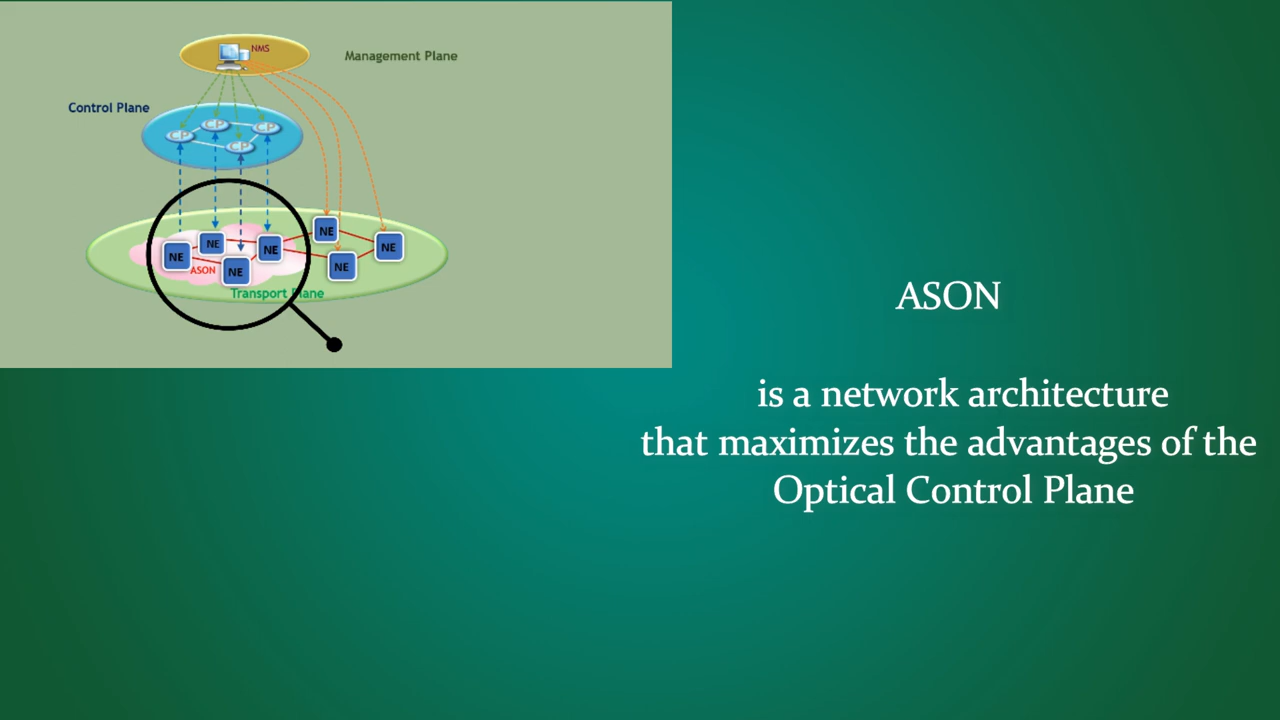 NMS
Management Plane
Control Plane
CP
CP
CP
CP
NE
NE
NE
NE
NE
NE
NE
ASON
Transport Plane
ASON
is a network architecture
that maximizes the advantages of the
Optical Control Plane